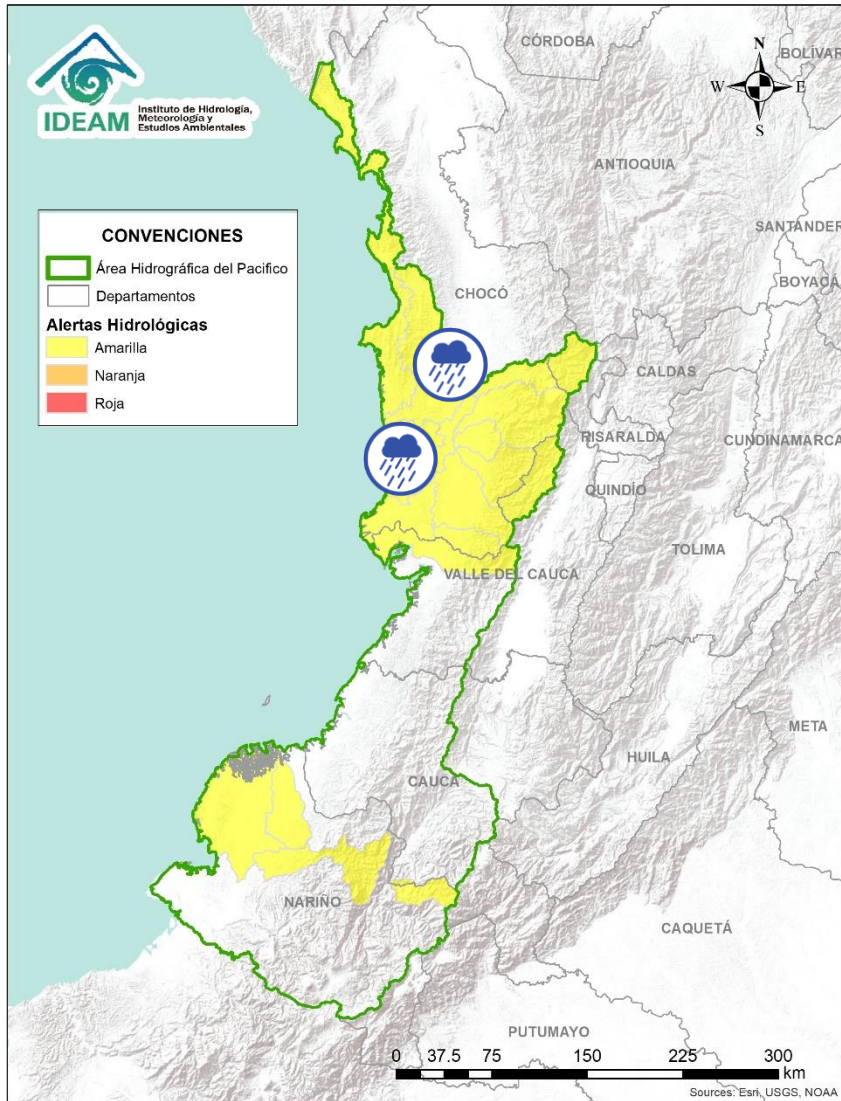 IDEAM
Instituto de Hidrología,
Meteorología y
Estudios Ambientales
N
W
E
S
CÓRDOBA
BOLÍVAR
ANTIOQUIA
SANTANDER
BOYACÁ
CONVENCIONES
Área Hidrográfica del Pacifico
Departamentos
Alertas Hidrológicas
Amarilla
Naranja
Roja
CHOCÓ
CALDAS
RISARALDA
CUNDINAMARCA
QUINDÍO
TOLIMA
VALLE DEL CAUCA
META
HUILA
CAUCA
NARIÑO
CAQUETÁ
PUTUMAYO
0 37.5 75 150 225 300
km
Sources: Esri, USGS, NOAA